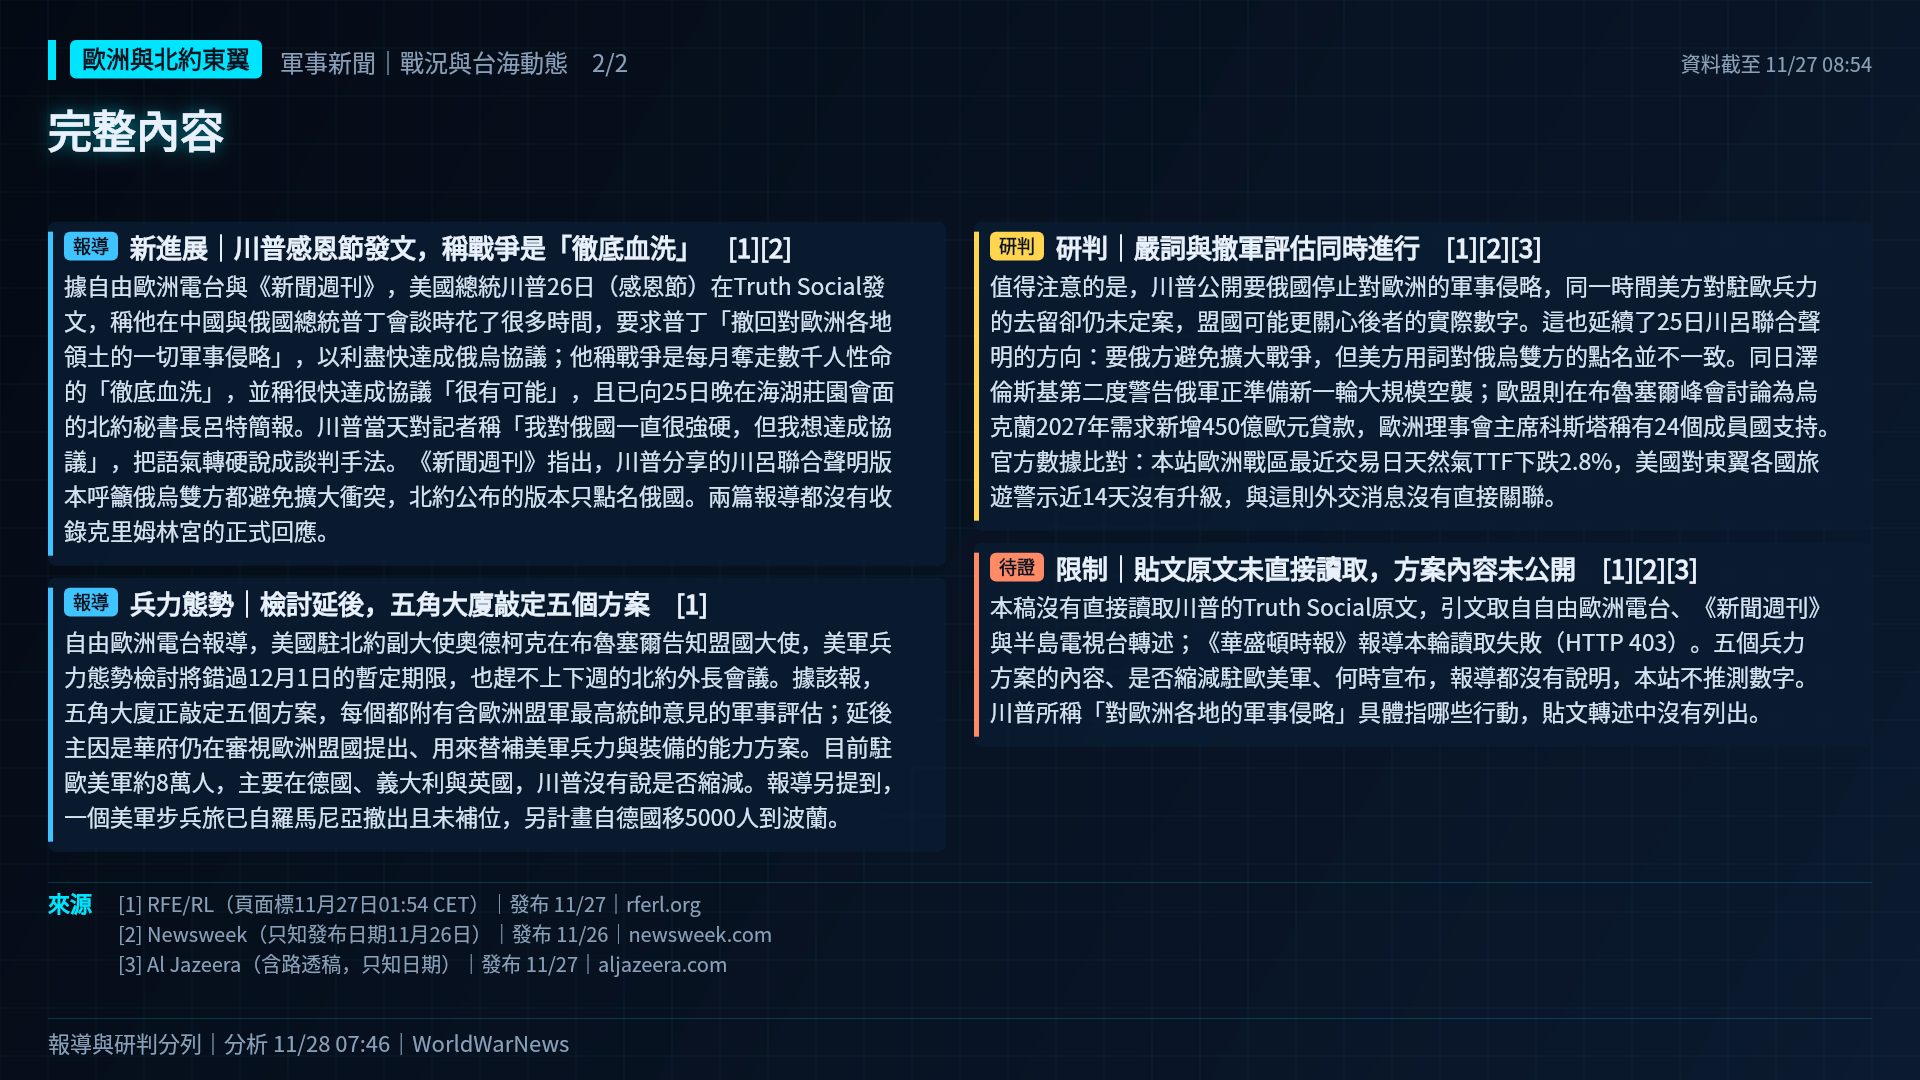 歐洲與北約東翼 軍事新聞｜戰況與台海動態 2/2
資料截至 11/27 08:54
完整內容
報導 新進展｜川普感恩節發文，稱戰爭是「徹底血洗」 [1][2]
據自由歐洲電台與《新聞週刊》，美國總統川普26日（感恩節）在Truth Social發
文，稱他在中國與俄國總統普丁會談時花了很多時間，要求普丁「撤回對歐洲各地
領土的一切軍事侵略」，以利盡快達成俄烏協議；他稱戰爭是每月奪走數千人性命
的「徹底血洗」，並稱很快達成協議「很有可能」，且已向25日晚在海湖莊園會面
的北約秘書長呂特簡報。川普當天對記者稱「我對俄國一直很強硬，但我想達成協
議」，把語氣轉硬說成談判手法。《新聞週刊》指出，川普分享的川呂聯合聲明版
本呼籲俄烏雙方都避免擴大衝突，北約公布的版本只點名俄國。兩篇報導都沒有收
錄克里姆林宮的正式回應。
報導 兵力態勢｜檢討延後，五角大廈敲定五個方案 [1]
自由歐洲電台報導，美國駐北約副大使奧德柯克在布魯塞爾告知盟國大使，美軍兵
力態勢檢討將錯過12月1日的暫定期限，也趕不上下週的北約外長會議。據該報，
五角大廈正敲定五個方案，每個都附有含歐洲盟軍最高統帥意見的軍事評估；延後
主因是華府仍在審視歐洲盟國提出、用來替補美軍兵力與裝備的能力方案。目前駐
歐美軍約8萬人，主要在德國、義大利與英國，川普沒有說是否縮減。報導另提到，
一個美軍步兵旅已自羅馬尼亞撤出且未補位，另計畫自德國移5000人到波蘭。
研判 研判｜嚴詞與撤軍評估同時進行 [1][2][3]
值得注意的是，川普公開要俄國停止對歐洲的軍事侵略，同一時間美方對駐歐兵力
的去留卻仍未定案，盟國可能更關心後者的實際數字。這也延續了25日川呂聯合聲
明的方向：要俄方避免擴大戰爭，但美方用詞對俄烏雙方的點名並不一致。同日澤
倫斯基第二度警告俄軍正準備新一輪大規模空襲；歐盟則在布魯塞爾峰會討論為烏
克蘭2027年需求新增450億歐元貸款，歐洲理事會主席科斯塔稱有24個成員國支持。
官方數據比對：本站歐洲戰區最近交易日天然氣TTF下跌2.8%，美國對東翼各國旅
遊警示近14天沒有升級，與這則外交消息沒有直接關聯。
待證 限制｜貼文原文未直接讀取，方案內容未公開 [1][2][3]
本稿沒有直接讀取川普的Truth Social原文，引文取自自由歐洲電台、《新聞週刊》
與半島電視台轉述；《華盛頓時報》報導本輪讀取失敗（HTTP 403）。五個兵力
方案的內容、是否縮減駐歐美軍、何時宣布，報導都沒有說明，本站不推測數字。
川普所稱「對歐洲各地的軍事侵略」具體指哪些行動，貼文轉述中沒有列出。
來源 [1] RFE/RL（頁面標11月27日01:54 CET）｜發布 11/27｜rferl.org
[2] Newsweek（只知發布日期11月26日）｜發布 11/26｜newsweek.com
[3] Al Jazeera（含路透稿，只知日期）｜發布 11/27｜aljazeera.com
報導與研判分列｜分析 11/28 07:46｜WorldWarNews